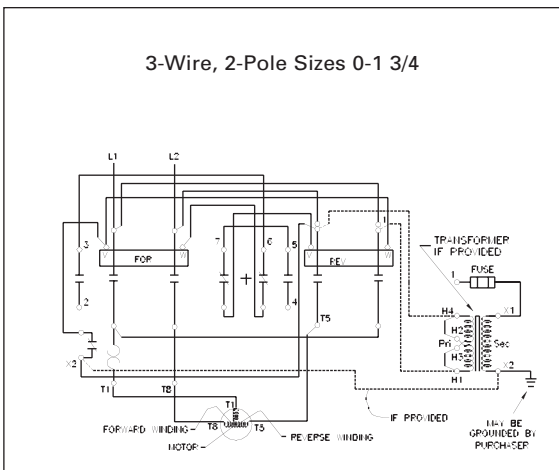 3-Wire, 2-Pole Sizes 0-1 3/4
L1 L2
3 7 6 5 1
V FOR W V REV W
2 4
TRANSFORMER
IF PROVIDED
1 FUSE
X1
H4
H2
Pri Sec
H3
H1 X2
T5
X2
T1 T8
T1
T8 T5
FORWARD WINDING
MOTOR
REVERSE WINDING
IF PROVIDED
MAY BE
GROUNDED BY
PURCHASER